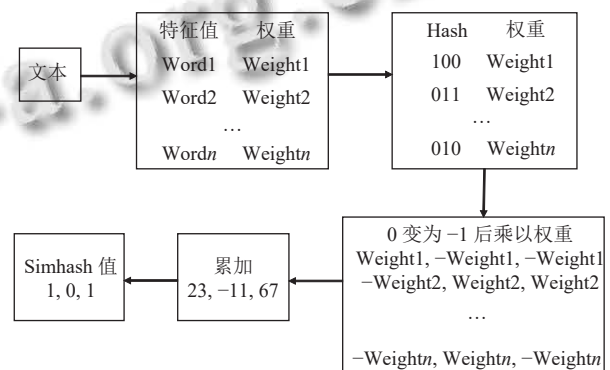 文本
特征值 权重
Word1 Weight1
Word2 Weight2
…
Wordn Weightn
Hash 权重
100 Weight1
011 Weight2
…
010 Weightn
0 变为 −1 后乘以权重
Weight1, −Weight1, −Weight1
−Weight2, Weight2, Weight2
…
−Weightn, Weightn, −Weightn
累加
23, −11, 67
Simhash 值
1, 0, 1